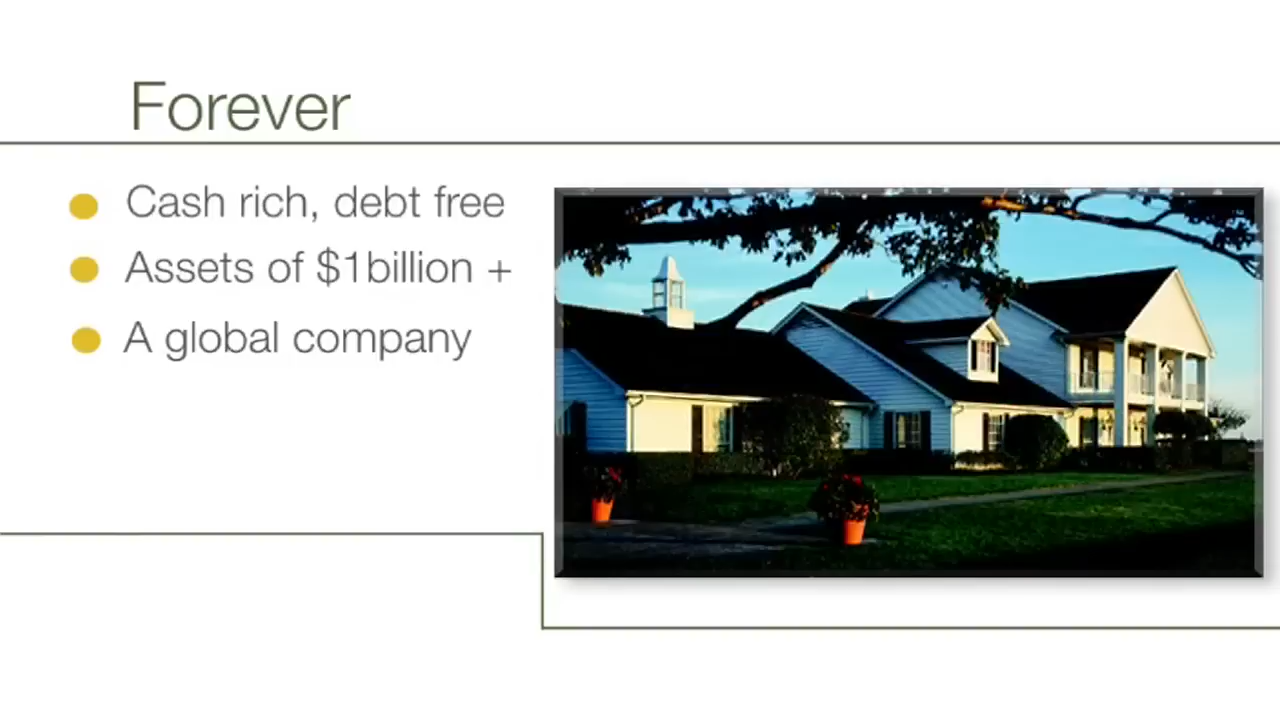 Forever
Cash rich, debt free
Assets of $1billion +
A global company